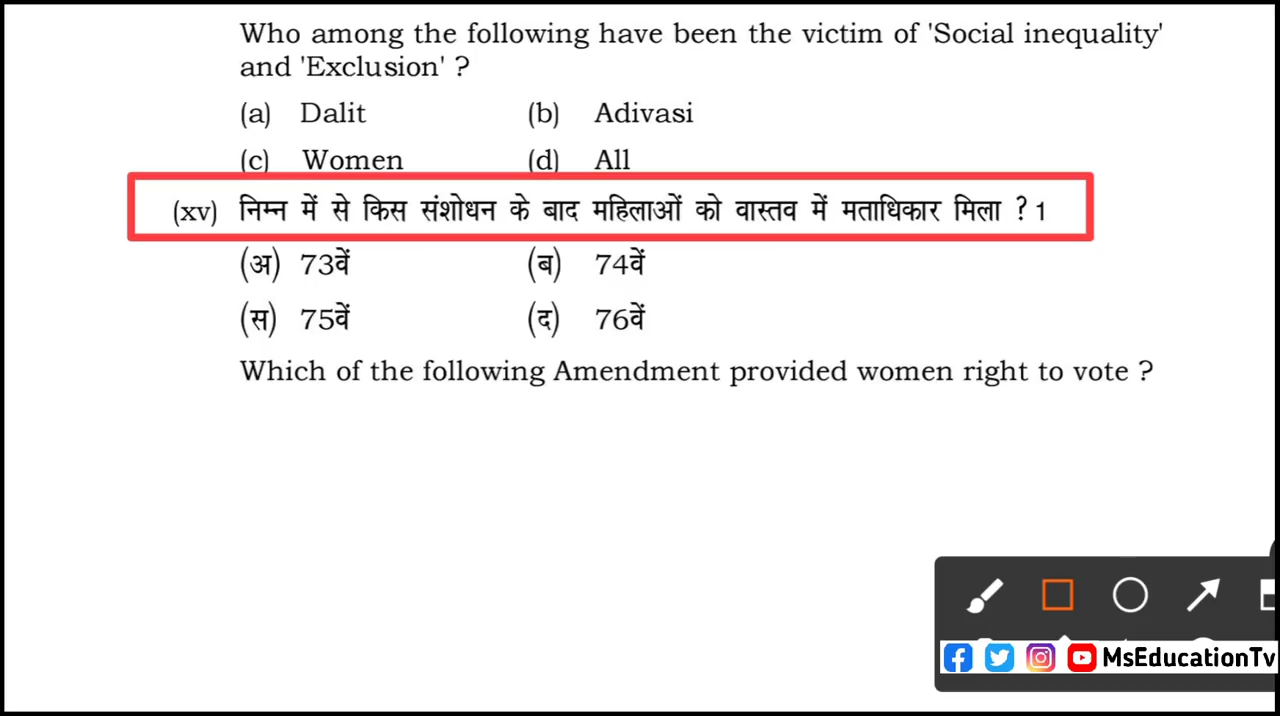 Who among the following have been the victim of 'Social inequality'
and 'Exclusion' ?
(a) Dalit (b) Adivasi
(c) Women (d) All
(xv) निम्न में से किस संशोधन के बाद महिलाओं को वास्तव में मताधिकार मिला ? 1
(अ) 73वें (ब) 74वें
(स) 75वें (द) 76वें
Which of the following Amendment provided women right to vote ?
MsEducationTv